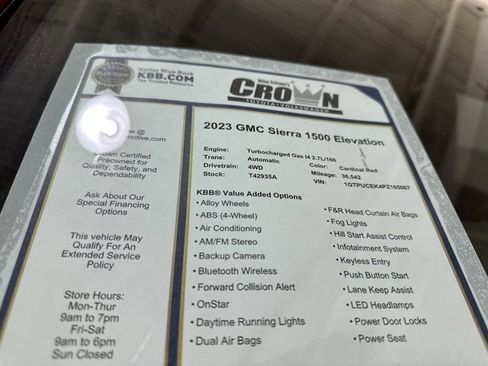 Kelley Blue Book
KBB.COM
The Trusted Resource
Miles Schnaer's
CROWN
TOYOTA•VOLKSWAGEN
@
Crown Certified
Preowned for
Quality, Safety, and
Dependability
Ask About Our
Special Financing
Options
This vehicle May
Qualify For An
Extended Service
Policy
Store Hours:
Mon-Thur
9am to 7pm
Fri-Sat
9am to 6pm
Sun Closed
2023 GMC Sierra 1500 Elevation
Engine: Turbocharged Gas I4 2.7L/166
Trans: Automatic Color: Cardinal Red
Drivetrain: 4WD Mileage: 36,542
Stock: T42935A VIN:
KBB® Value Added Options
• Alloy Wheels
• ABS (4-Wheel)
• Air Conditioning
• AM/FM Stereo
• Backup Camera
• Bluetooth Wireless
• Forward Collision Alert
• OnStar
• Daytime Running Lights
• Dual Air Bags
• F&R Head Curtain Air Bags
• Fog Lights
• Hill Start Assist Control
• Infotainment System
• Keyless Entry
• Push Button Start
• Lane Keep Assist
• LED Headlamps
• Power Door Locks
• Power Seat